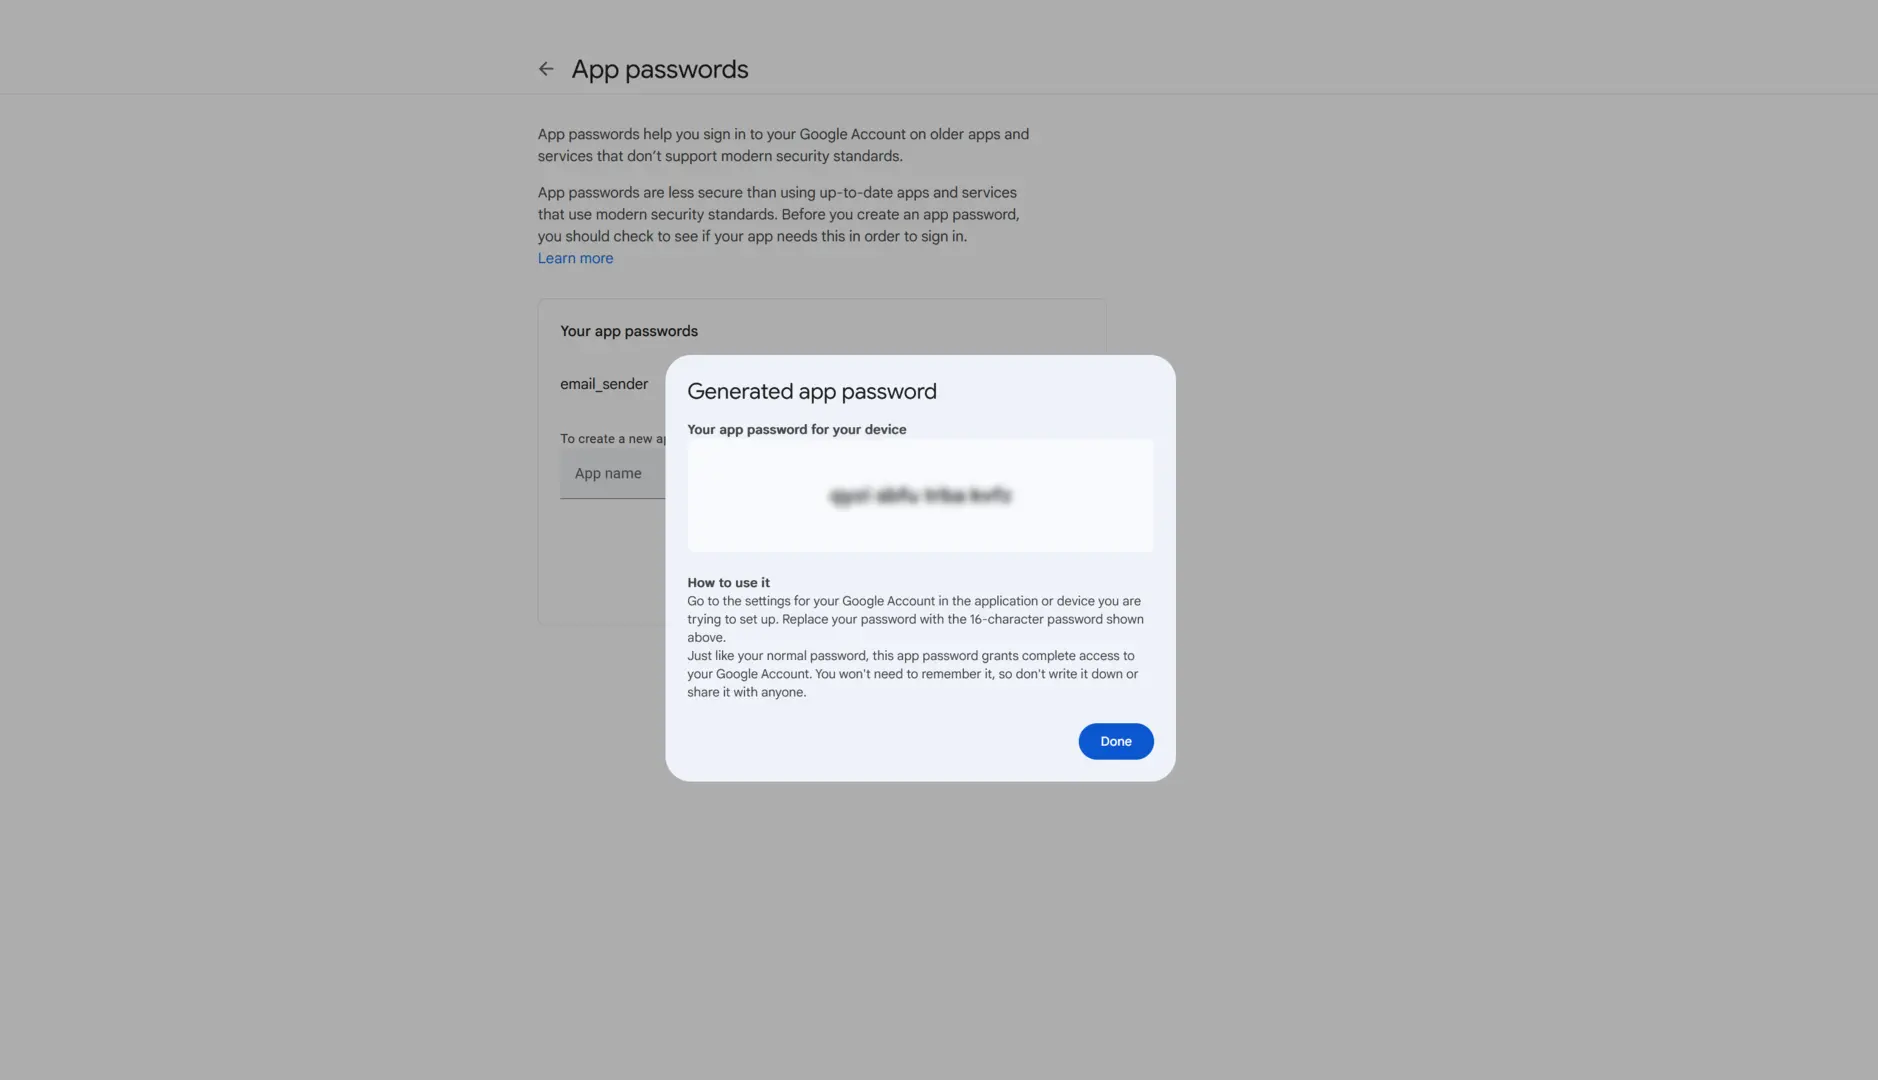 App passwords
App passwords help you sign in to your Google Account on older apps and
services that don’t support modern security standards.
App passwords are less secure than using up-to-date apps and services
that use modern security standards. Before you create an app password,
you should check to see if your app needs this in order to sign in.
Learn more
Your app passwords
email_sender
To create a new
App name
Generated app password
Your app password for your device
How to use it
Go to the settings for your Google Account in the application or device you are
trying to set up. Replace your password with the 16-character password shown
above.
Just like your normal password, this app password grants complete access to
your Google Account. You won't need to remember it, so don't write it down or
share it with anyone.
Done